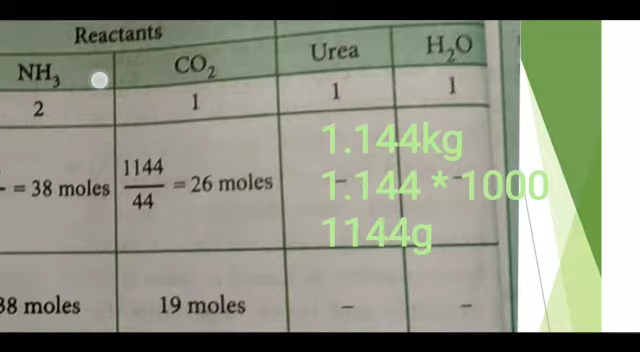 Reactants
NH₃ CO₂ Urea H₂O
2 1 1 1
= 38 moles 1144/44 = 26 moles – –
1.144kg
1.144 * 1000
1144g
38 moles 19 moles – –